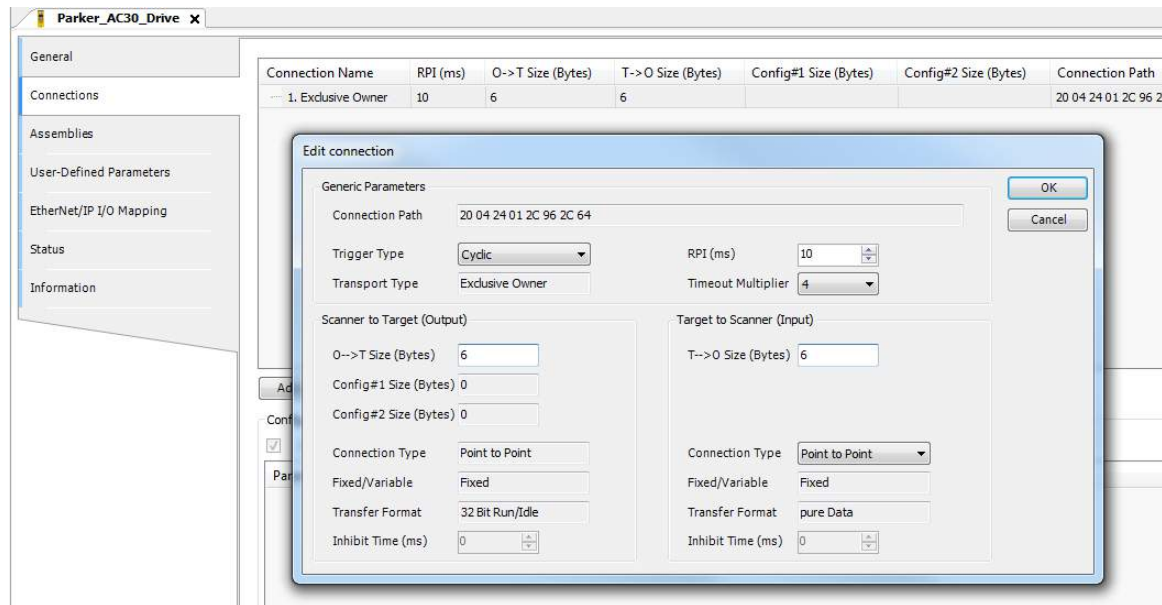 Parker_AC30_Drive X
General
Connections
Assemblies
User-Defined Parameters
EtherNet/IP I/O Mapping
Status
Information
Connection Name RPI (ms) O->T Size (Bytes) T->O Size (Bytes) Config#1 Size (Bytes) Config#2 Size (Bytes) Connection Path
1. Exclusive Owner 10 6 6 20 04 24 01 2C 96 2
Edit connection
Generic Parameters
Connection Path 20 04 24 01 2C 96 2C 64
Trigger Type Cyclic RPI (ms) 10
Transport Type Exclusive Owner Timeout Multiplier 4
OK
Cancel
Scanner to Target (Output)
O-->T Size (Bytes) 6
Config#1 Size (Bytes) 0
Config#2 Size (Bytes) 0
Connection Type Point to Point
Fixed/Variable Fixed
Transfer Format 32 Bit Run/Idle
Inhibit Time (ms) 0
Target to Scanner (Input)
T-->O Size (Bytes) 6
Connection Type Point to Point
Fixed/Variable Fixed
Transfer Format pure Data
Inhibit Time (ms) 0
Ad
Conf
Par